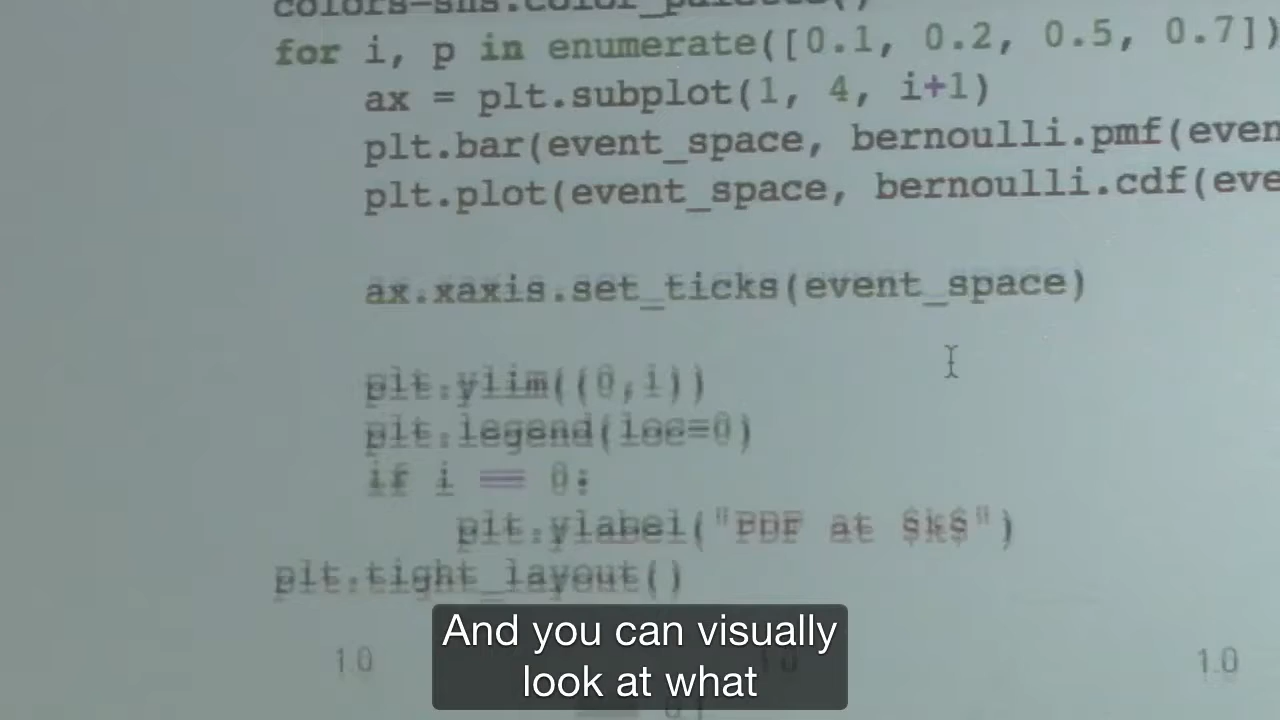 colors=sns.color_palette()
for i, p in enumerate([0.1, 0.2, 0.5, 0.7])
ax = plt.subplot(1, 4, i+1)
plt.bar(event_space, bernoulli.pmf(even
plt.plot(event_space, bernoulli.cdf(eve
ax.xaxis.set_ticks(event_space)
plt.ylim((0,1))
plt.legend(loc=0)
if i == 0:
plt.ylabel("PDF at $k$")
plt.tight_layout()
1.0 1.0
And you can visually
look at what